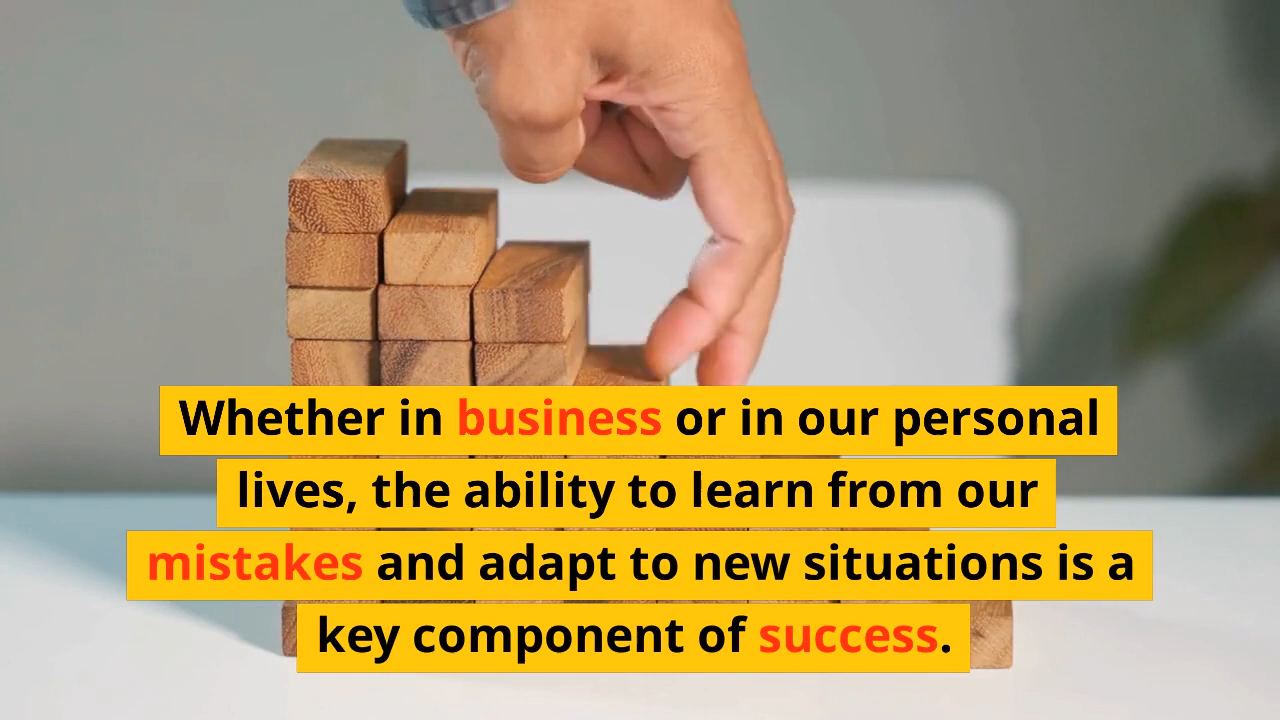 Whether in business or in our personal
lives, the ability to learn from our
mistakes and adapt to new situations is a
key component of success.